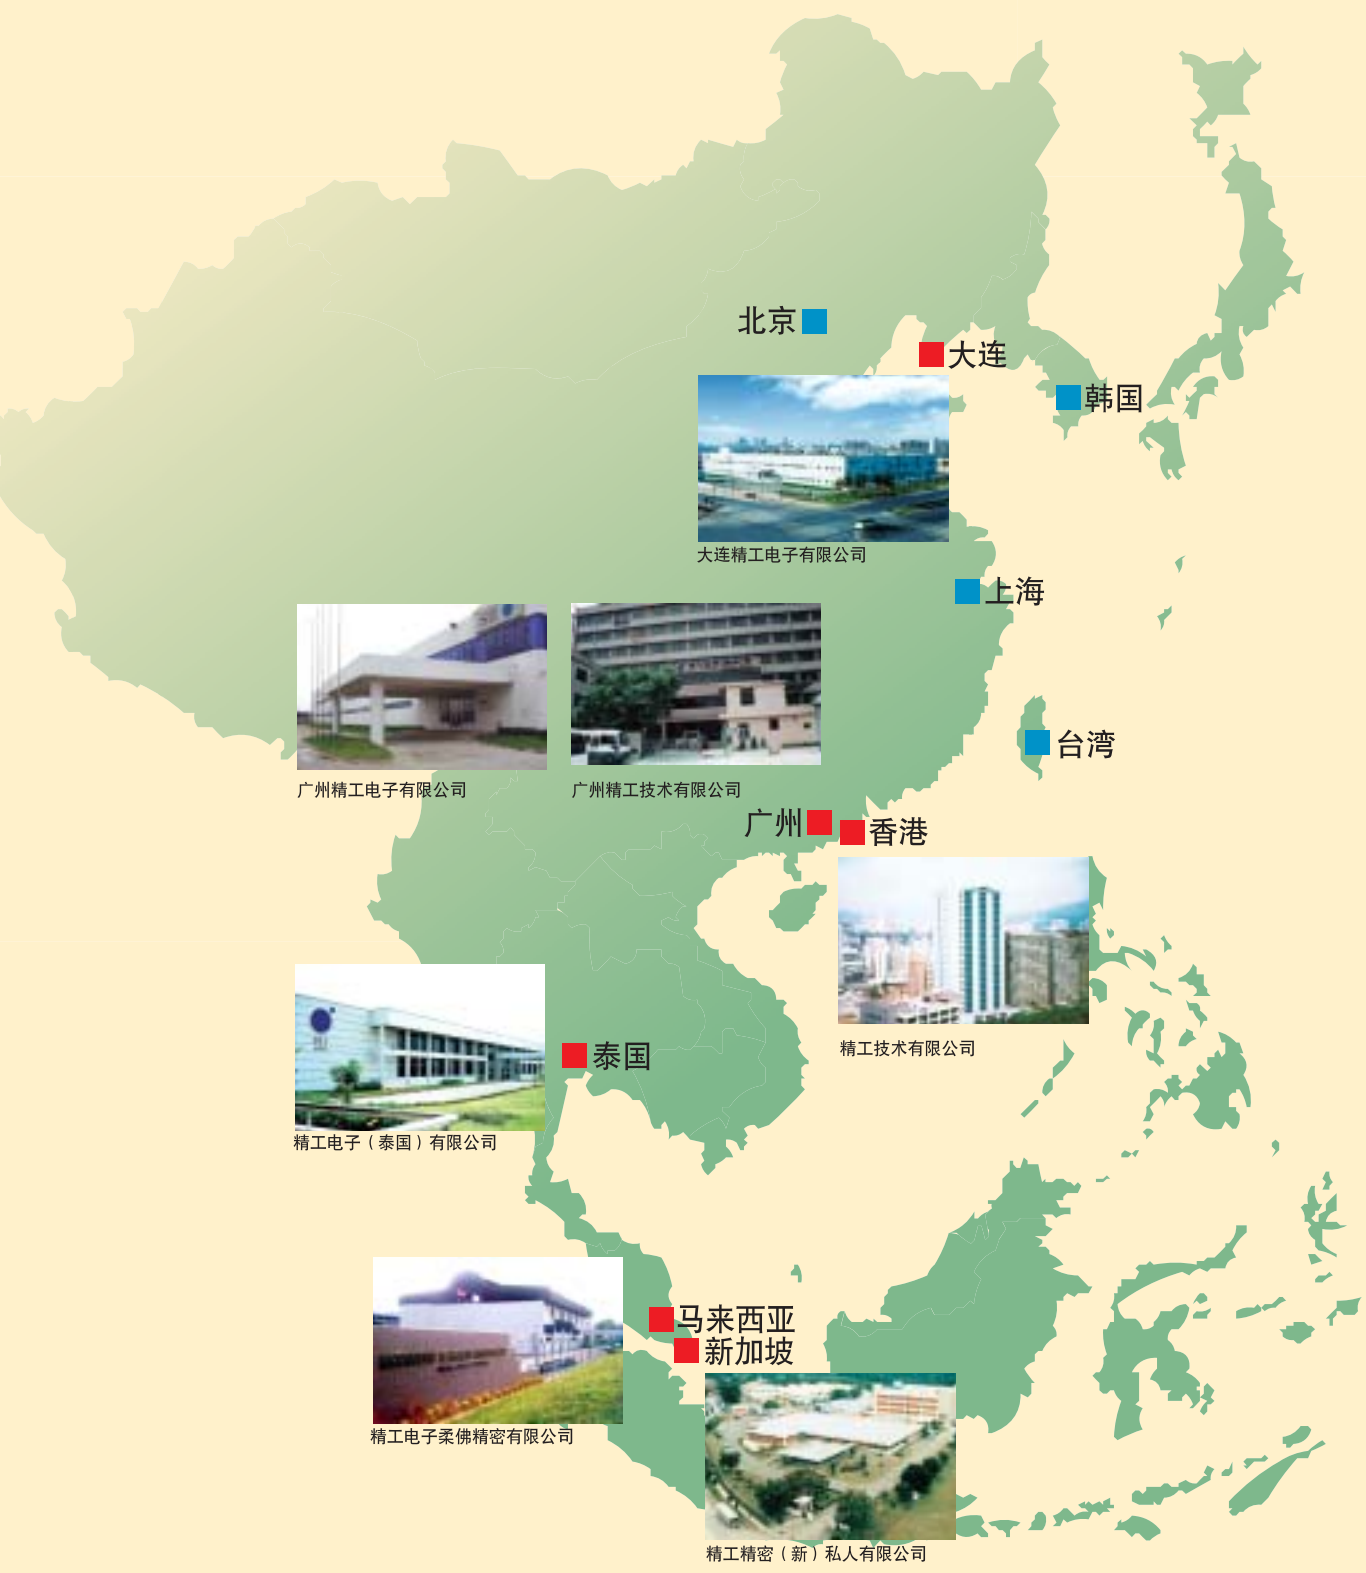 北京
大连
韩国
大连精工电子有限公司
上海
台湾
广州精工电子有限公司
广州精工技术有限公司
广州
香港
精工技术有限公司
泰国
精工电子（泰国）有限公司
马来西亚
新加坡
精工电子柔佛精密有限公司
精工精密（新）私人有限公司